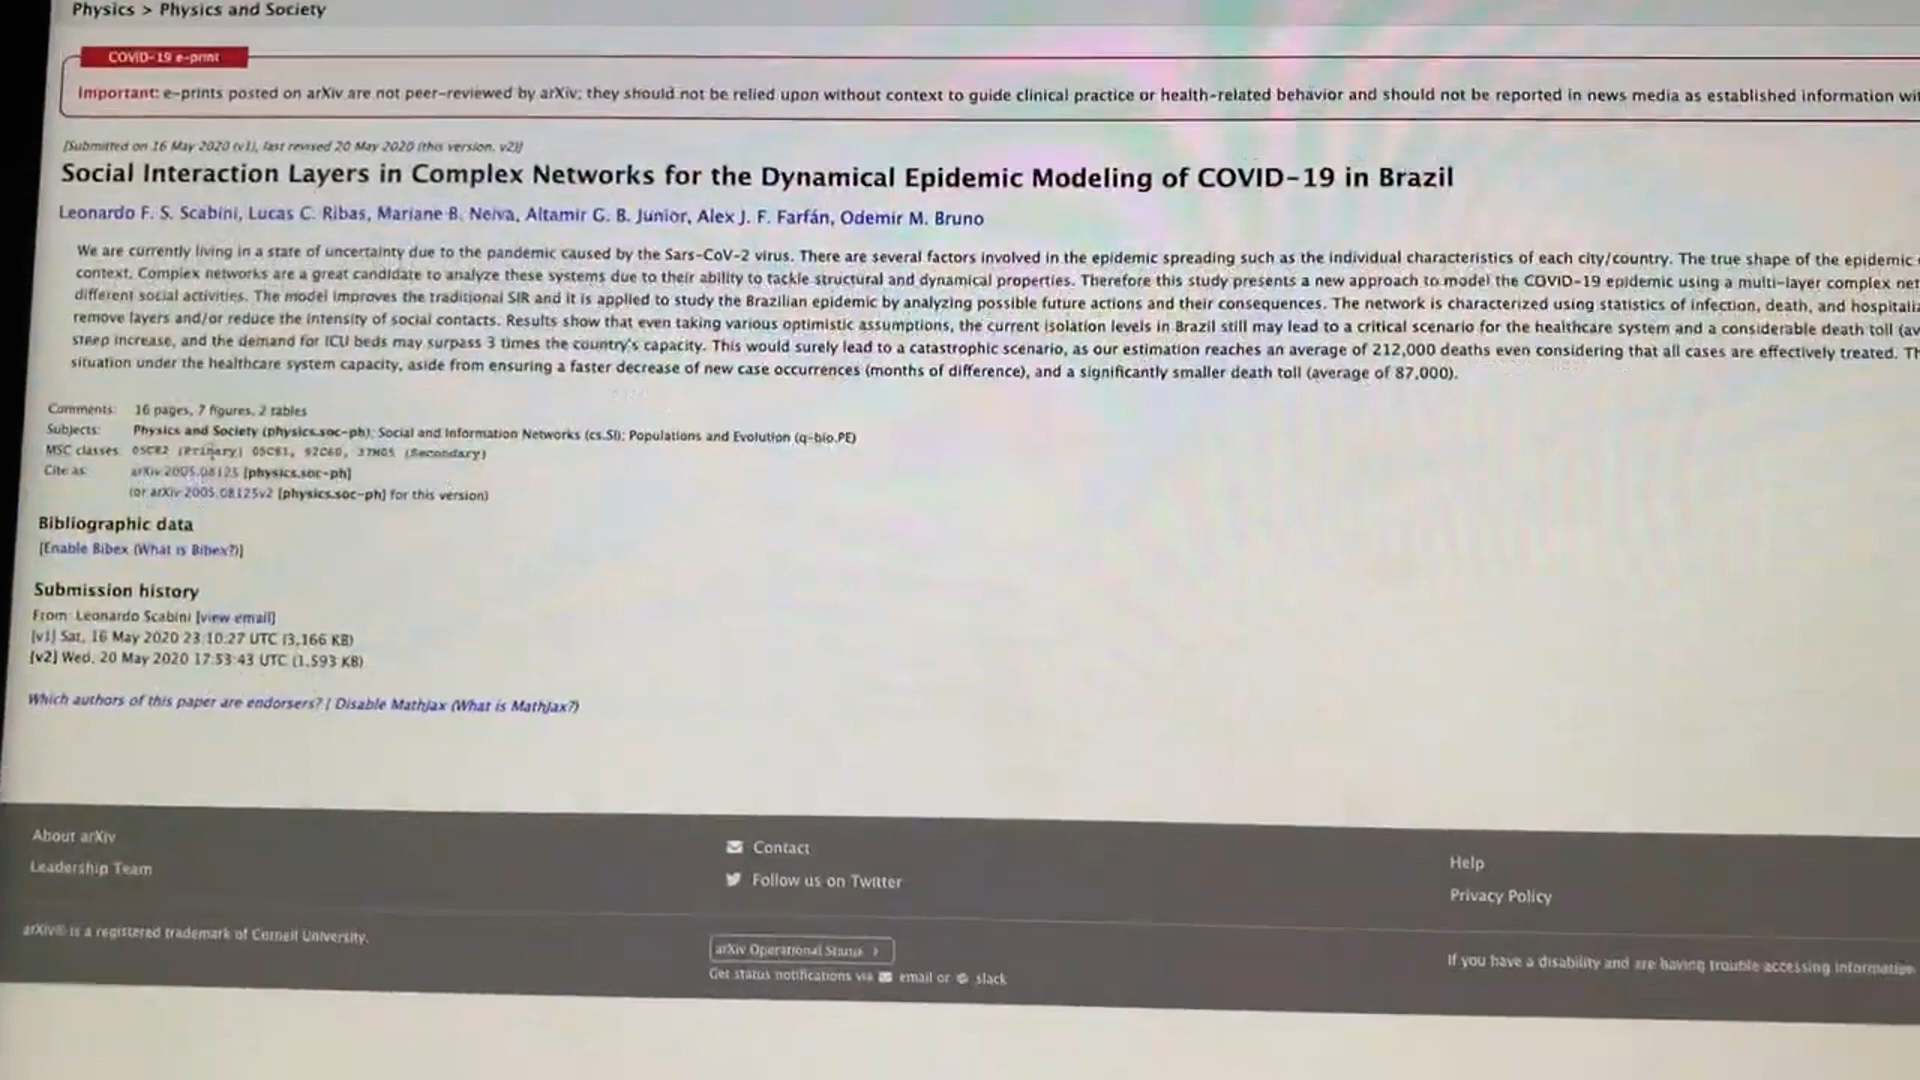 Physics > Physics and Society
COVID-19 e-print
Important: e-prints posted on arXiv are not peer-reviewed by arXiv; they should not be relied upon without context to guide clinical practice or health-related behavior and should not be reported in news media as established information
[Submitted on 16 May 2020 (v1), last revised 20 May 2020 (this version, v2)]
Social Interaction Layers in Complex Networks for the Dynamical Epidemic Modeling of COVID-19 in Brazil
Leonardo F. S. Scabini, Lucas C. Ribas, Mariane B. Neiva, Altamir G. B. Junior, Alex J. F. Farfán, Odemir M. Bruno
We are currently living in a state of uncertainty due to the pandemic caused by the Sars-CoV-2 virus. There are several factors involved in the epidemic spreading such as the individual characteristics of each city/country. The true shape of the epidemic
context. Complex networks are a great candidate to analyze these systems due to their ability to tackle structural and dynamical properties. Therefore this study presents a new approach to model the COVID-19 epidemic using a multi-layer complex
different social activities. The model improves the traditional SIR and it is applied to study the Brazilian epidemic by analyzing possible future actions and their consequences. The network is characterized using statistics of infection, death, and
remove layers and/or reduce the intensity of social contacts. Results show that even taking various optimistic assumptions, the current isolation levels in Brazil still may lead to a critical scenario for the healthcare system and a considerable death toll
steep increase, and the demand for ICU beds may surpass 3 times the country's capacity. This would surely lead to a catastrophic scenario, as our estimation reaches an average of 212,000 deaths even considering that all cases are effectively treated.
situation under the healthcare system capacity, aside from ensuring a faster decrease of new case occurrences (months of difference), and a significantly smaller death toll (average of 87,000).
Comments: 16 pages, 7 figures, 2 tables
Subjects: Physics and Society (physics.soc-ph); Social and Information Networks (cs.SI); Populations and Evolution (q-bio.PE)
MSC classes: 05C82 (Primary) 05C81, 92C60, 37M05 (Secondary)
Cite as: arXiv:2005.08125 [physics.soc-ph]
(or arXiv:2005.08125v2 [physics.soc-ph] for this version)
Bibliographic data
[Enable Bibex (What is Bibex?)]
Submission history
From: Leonardo Scabini [view email]
[v1] Sat, 16 May 2020 23:10:27 UTC (3,166 KB)
[v2] Wed, 20 May 2020 17:53:43 UTC (1,593 KB)
Which authors of this paper are endorsers? | Disable MathJax (What is MathJax?)
About arXiv
Leadership Team
Contact
Follow us on Twitter
Help
Privacy Policy
arXiv® is a registered trademark of Cornell University.
arXiv Operational Status >
Get status notifications via email or slack
If you have a disability and are having trouble accessing information